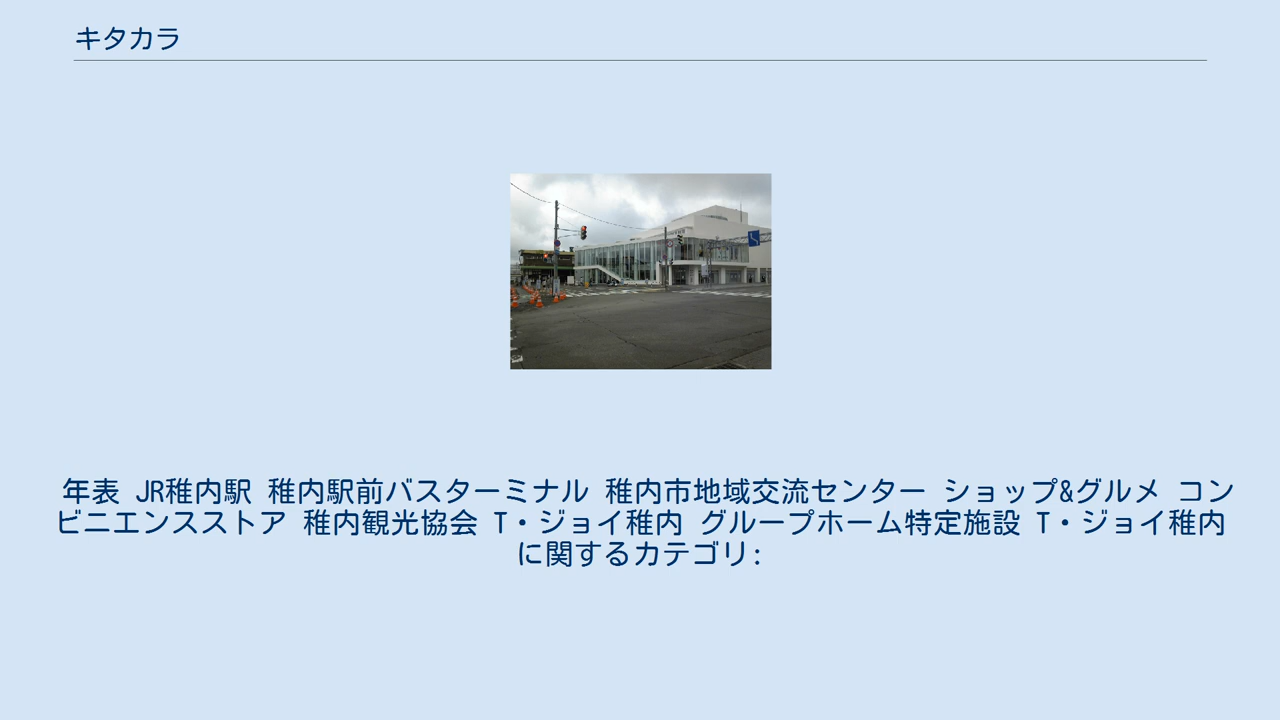 キタカラ
年表 JR稚内駅 稚内駅前バスターミナル 稚内市地域交流センター ショップ&グルメ コン
ビニエンスストア 稚内観光協会 T・ジョイ稚内 グループホーム特定施設 T・ジョイ稚内
に関するカテゴリ: